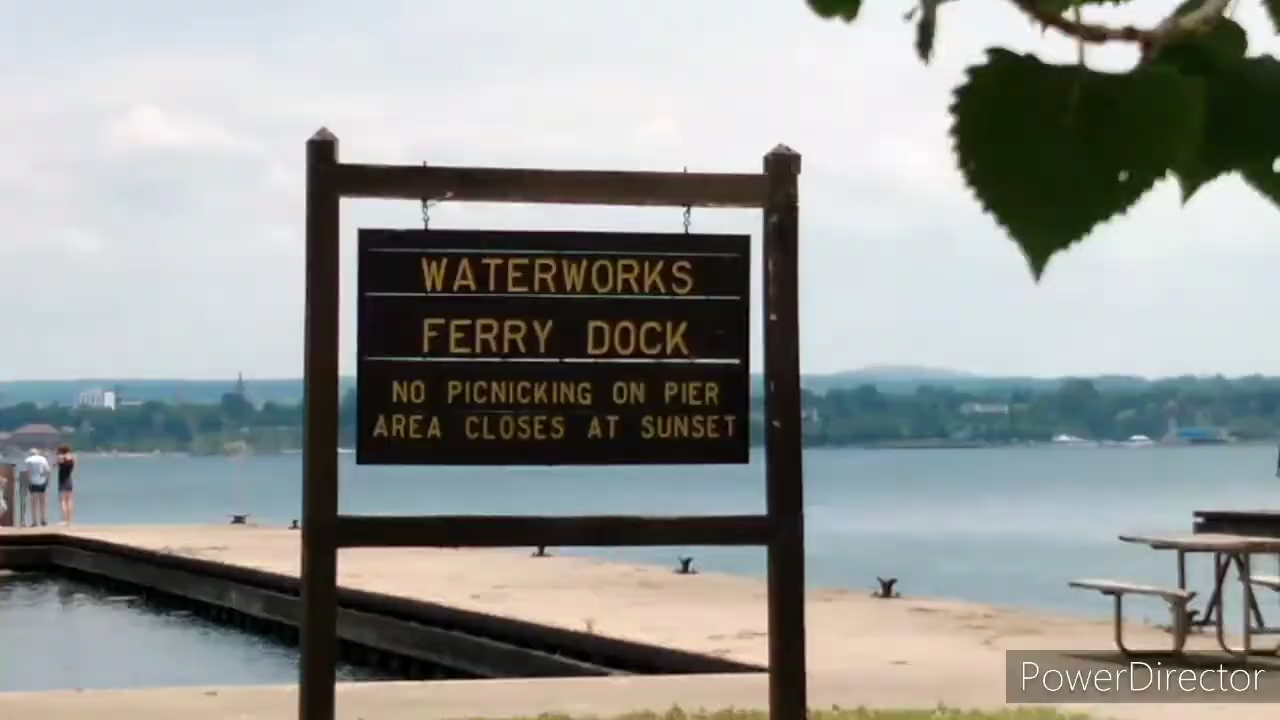 WATERWORKS
FERRY DOCK
NO PICNICKING ON PIER
AREA CLOSES AT SUNSET
PowerDirector